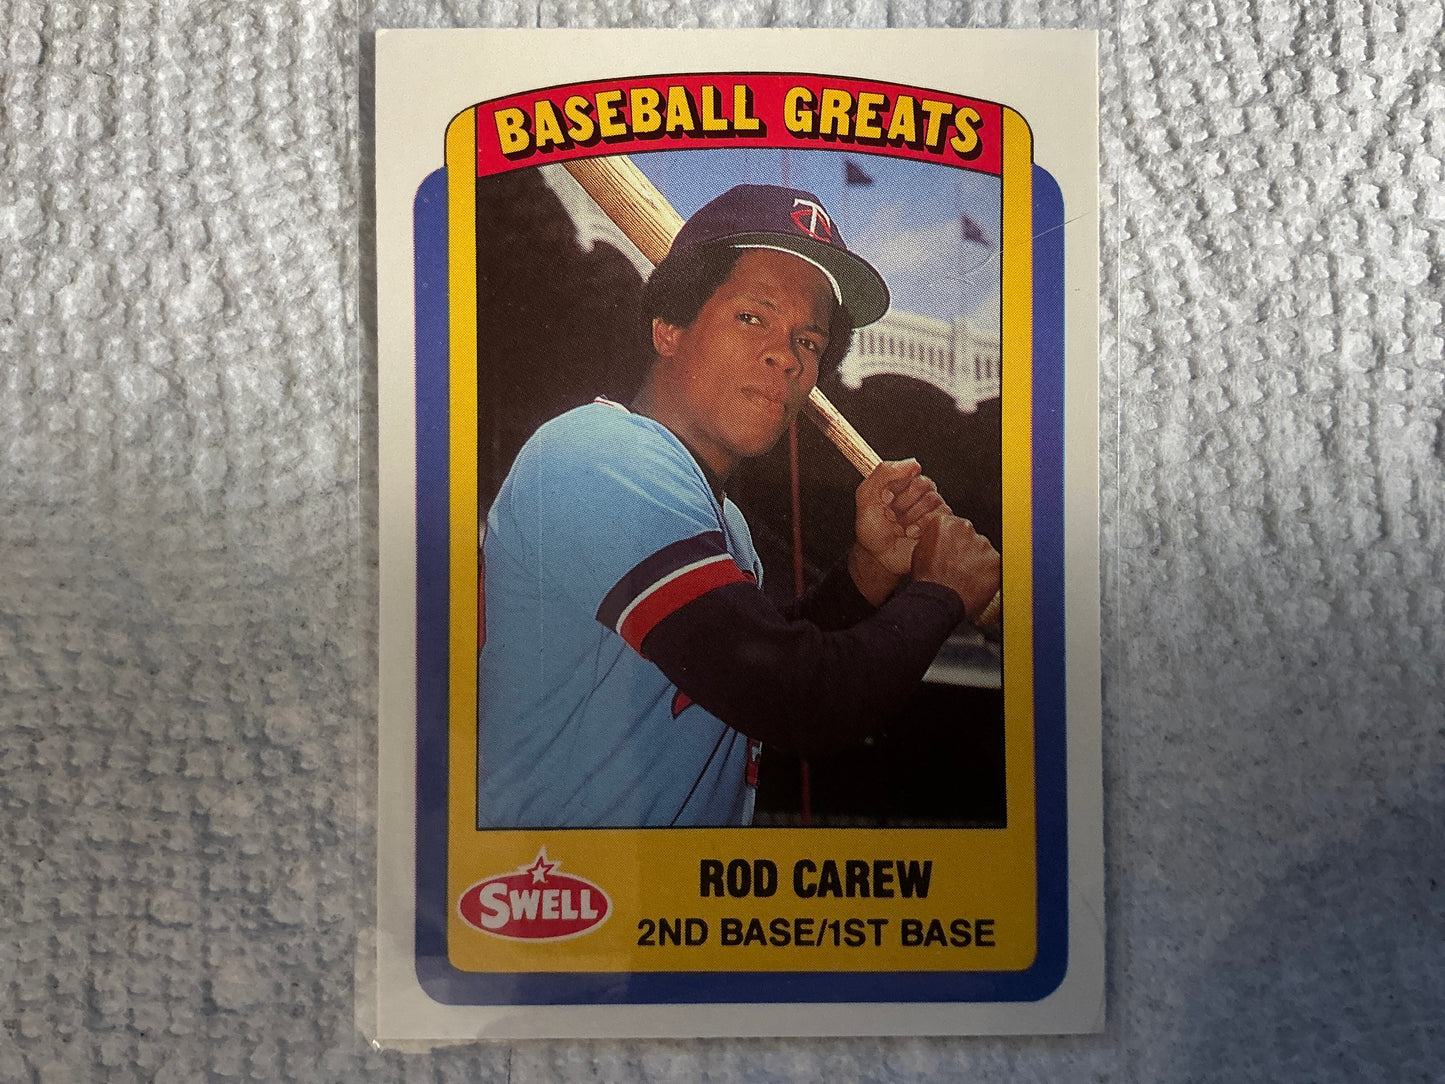 BASEBALL GREATS
T C
SWELL
ROD CAREW
2ND BASE/1ST BASE